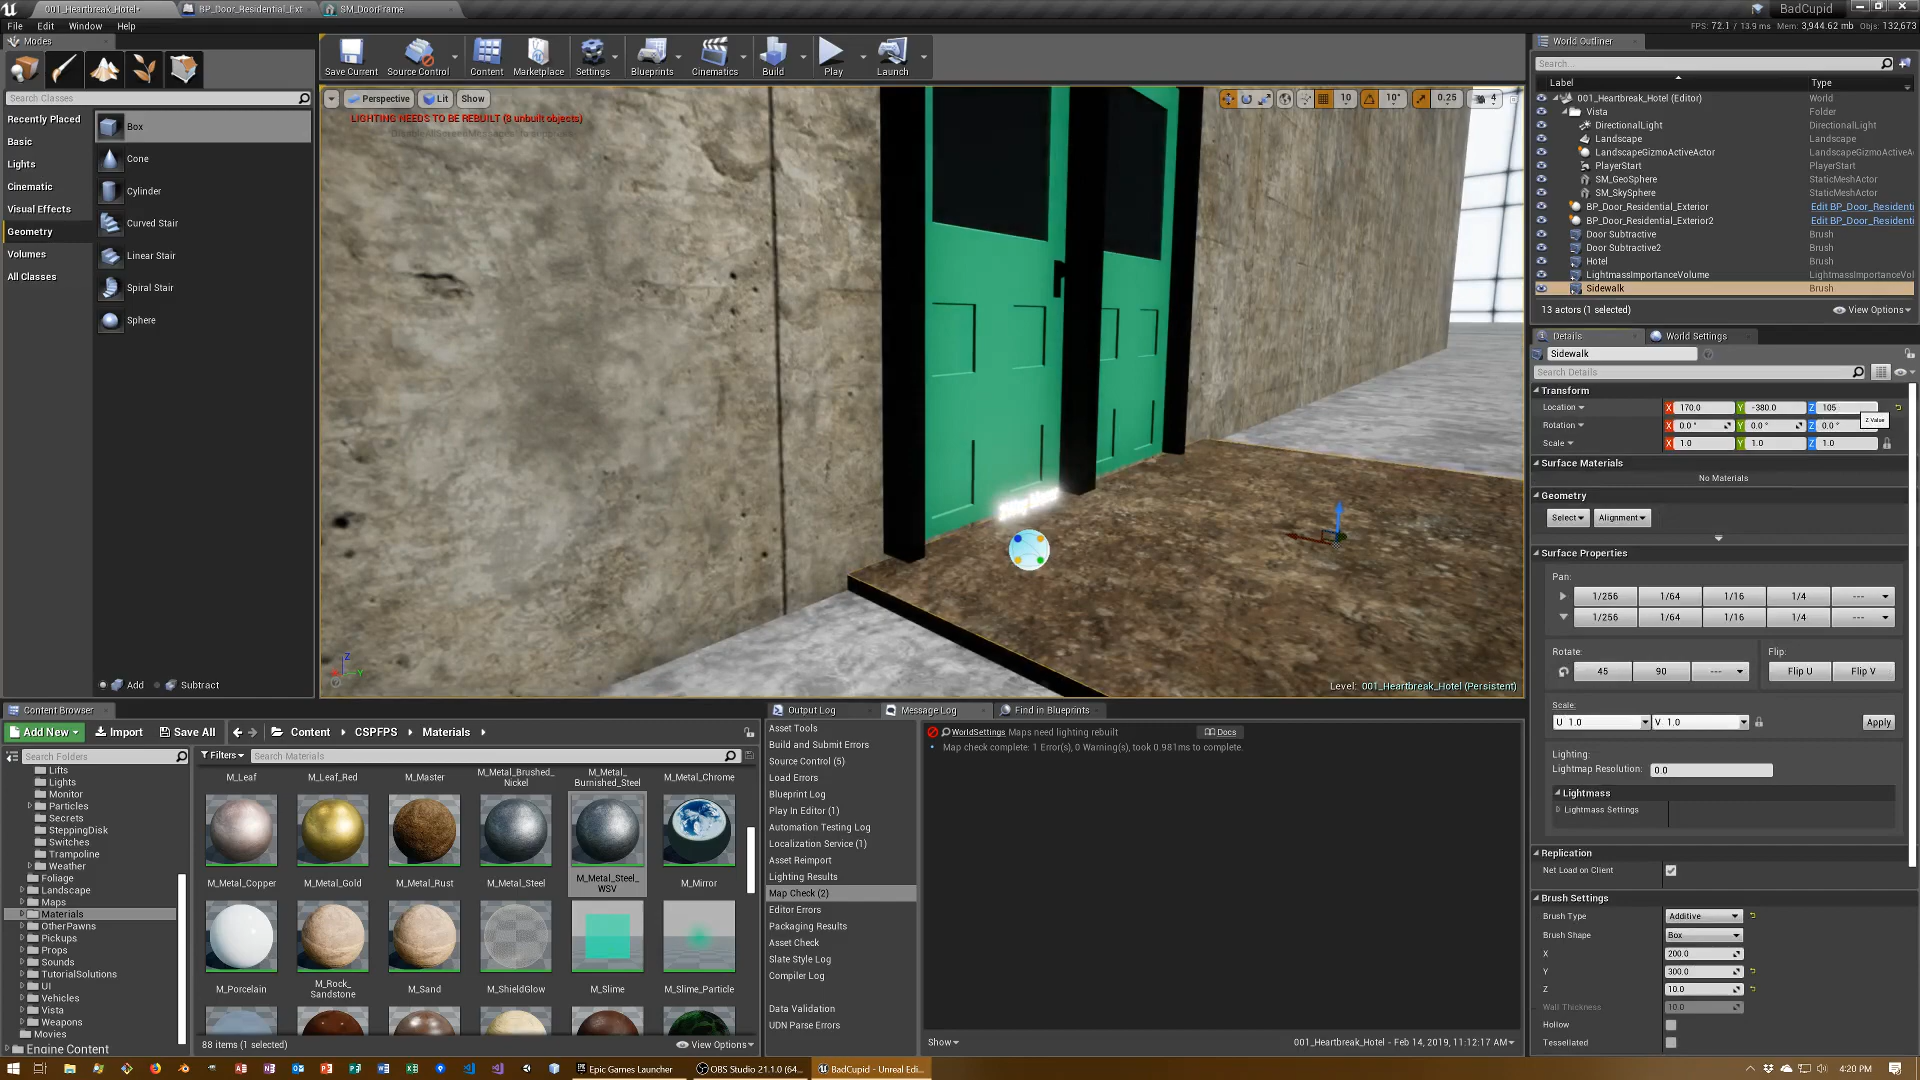 001_Heartbreak_Hotel*
BP_Door_Residential_Ext
SM_DoorFrame
BadCupid
File Edit Window Help
FPS: 72.1 / 13.9 ms Mem: 3,944.62 mb Objs: 132,673
Modes
Search Classes
Recently Placed
Basic
Lights
Cinematic
Visual Effects
Geometry
Volumes
All Classes
Box
Cone
Cylinder
Curved Stair
Linear Stair
Spiral Stair
Sphere
Add Subtract
Save Current Source Control Content Marketplace Settings Blueprints Cinematics Build Play Launch
Perspective Lit Show
10 10° 0.25 4
LIGHTING NEEDS TO BE REBUILT (8 unbuilt objects)
Level: 001_Heartbreak_Hotel (Persistent)
World Outliner
Search...
Label Type
001_Heartbreak_Hotel (Editor) World
Vista Folder
DirectionalLight DirectionalLight
Landscape Landscape
LandscapeGizmoActiveActor LandscapeGizmoActiveA
PlayerStart PlayerStart
SM_GeoSphere StaticMeshActor
SM_SkySphere StaticMeshActor
BP_Door_Residential_Exterior Edit BP_Door_Residenti
BP_Door_Residential_Exterior2 Edit BP_Door_Residenti
Door Subtractive Brush
Door Subtractive2 Brush
Hotel Brush
LightmassImportanceVolume LightmassImportanceVol
Sidewalk Brush
13 actors (1 selected) View Options
Details World Settings
Sidewalk
Search Details
Transform
Location X 170.0 Y -380.0 Z 105
Z Value
Rotation X 0.0° Y 0.0° Z 0.0°
Scale X 1.0 Y 1.0 Z 1.0
Surface Materials
No Materials
Geometry
Select Alignment
Surface Properties
Pan:
1/256 1/64 1/16 1/4 ---
1/256 1/64 1/16 1/4 ---
Rotate: Flip:
45 90 --- Flip U Flip V
Scale:
U 1.0 V 1.0 Apply
Lighting:
Lightmap Resolution: 0.0
Lightmass
Lightmass Settings
Replication
Net Load on Client
Brush Settings
Brush Type Additive
Brush Shape Box
X 200.0
Y 300.0
Z 10.0
Wall Thickness 10.0
Hollow
Tessellated
Content Browser
Add New Import Save All Content CSPFPS Materials
Search Folders
Filters Search Materials
Lifts
Lights
Monitor
Particles
Secrets
SteppingDisk
Switches
Trampoline
Weather
Foliage
Landscape
Maps
Materials
OtherPawns
Pickups
Props
Sounds
TutorialSolutions
UI
Vehicles
Vista
Weapons
Movies
Engine Content
M_Leaf M_Leaf_Red M_Master M_Metal_Brushed_Nickel M_Metal_Burnished_Steel M_Metal_Chrome
M_Metal_Copper M_Metal_Gold M_Metal_Rust M_Metal_Steel M_Metal_Steel_WSV M_Mirror
M_Porcelain M_Rock_Sandstone M_Sand M_ShieldGlow M_Slime M_Slime_Particle
88 items (1 selected) View Options
Output Log Message Log Find in Blueprints
Asset Tools
Build and Submit Errors
Source Control (5)
Load Errors
Blueprint Log
Play In Editor (1)
Automation Testing Log
Localization Service (1)
Asset Reimport
Lighting Results
Map Check (2)
Editor Errors
Packaging Results
Asset Check
Slate Style Log
Compiler Log
Data Validation
UDN Parse Errors
WorldSettings Maps need lighting rebuilt Docs
Map check complete: 1 Error(s), 0 Warning(s), took 0.981ms to complete.
Show 001_Heartbreak_Hotel - Feb 14, 2019, 11:12:17 AM
Epic Games Launcher
OBS Studio 21.1.0 (64...
BadCupid - Unreal Edi...
4:20 PM